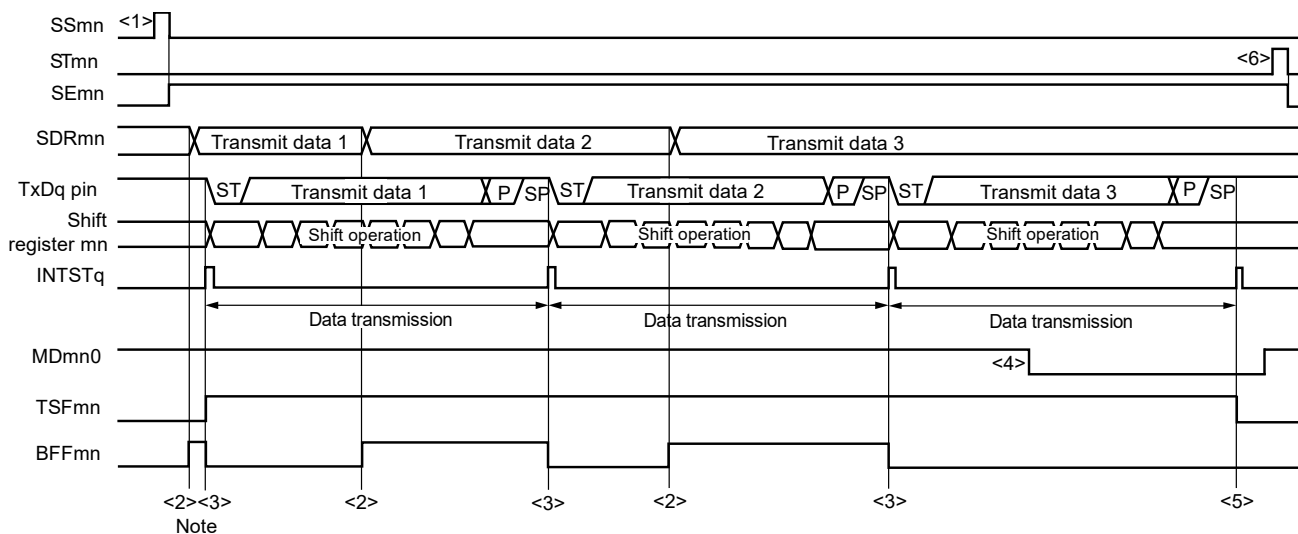 SSmn <1>
STmn <6>
SEmn
SDRmn Transmit data 1 Transmit data 2 Transmit data 3
TxDq pin ST Transmit data 1 P SP ST Transmit data 2 P SP ST Transmit data 3 P SP
Shift
register mn Shift operation Shift operation Shift operation
INTSTq
Data transmission Data transmission Data transmission
MDmn0 <4>
TSFmn
BFFmn
<2> <3> <2> <3> <2> <3> <5>
Note